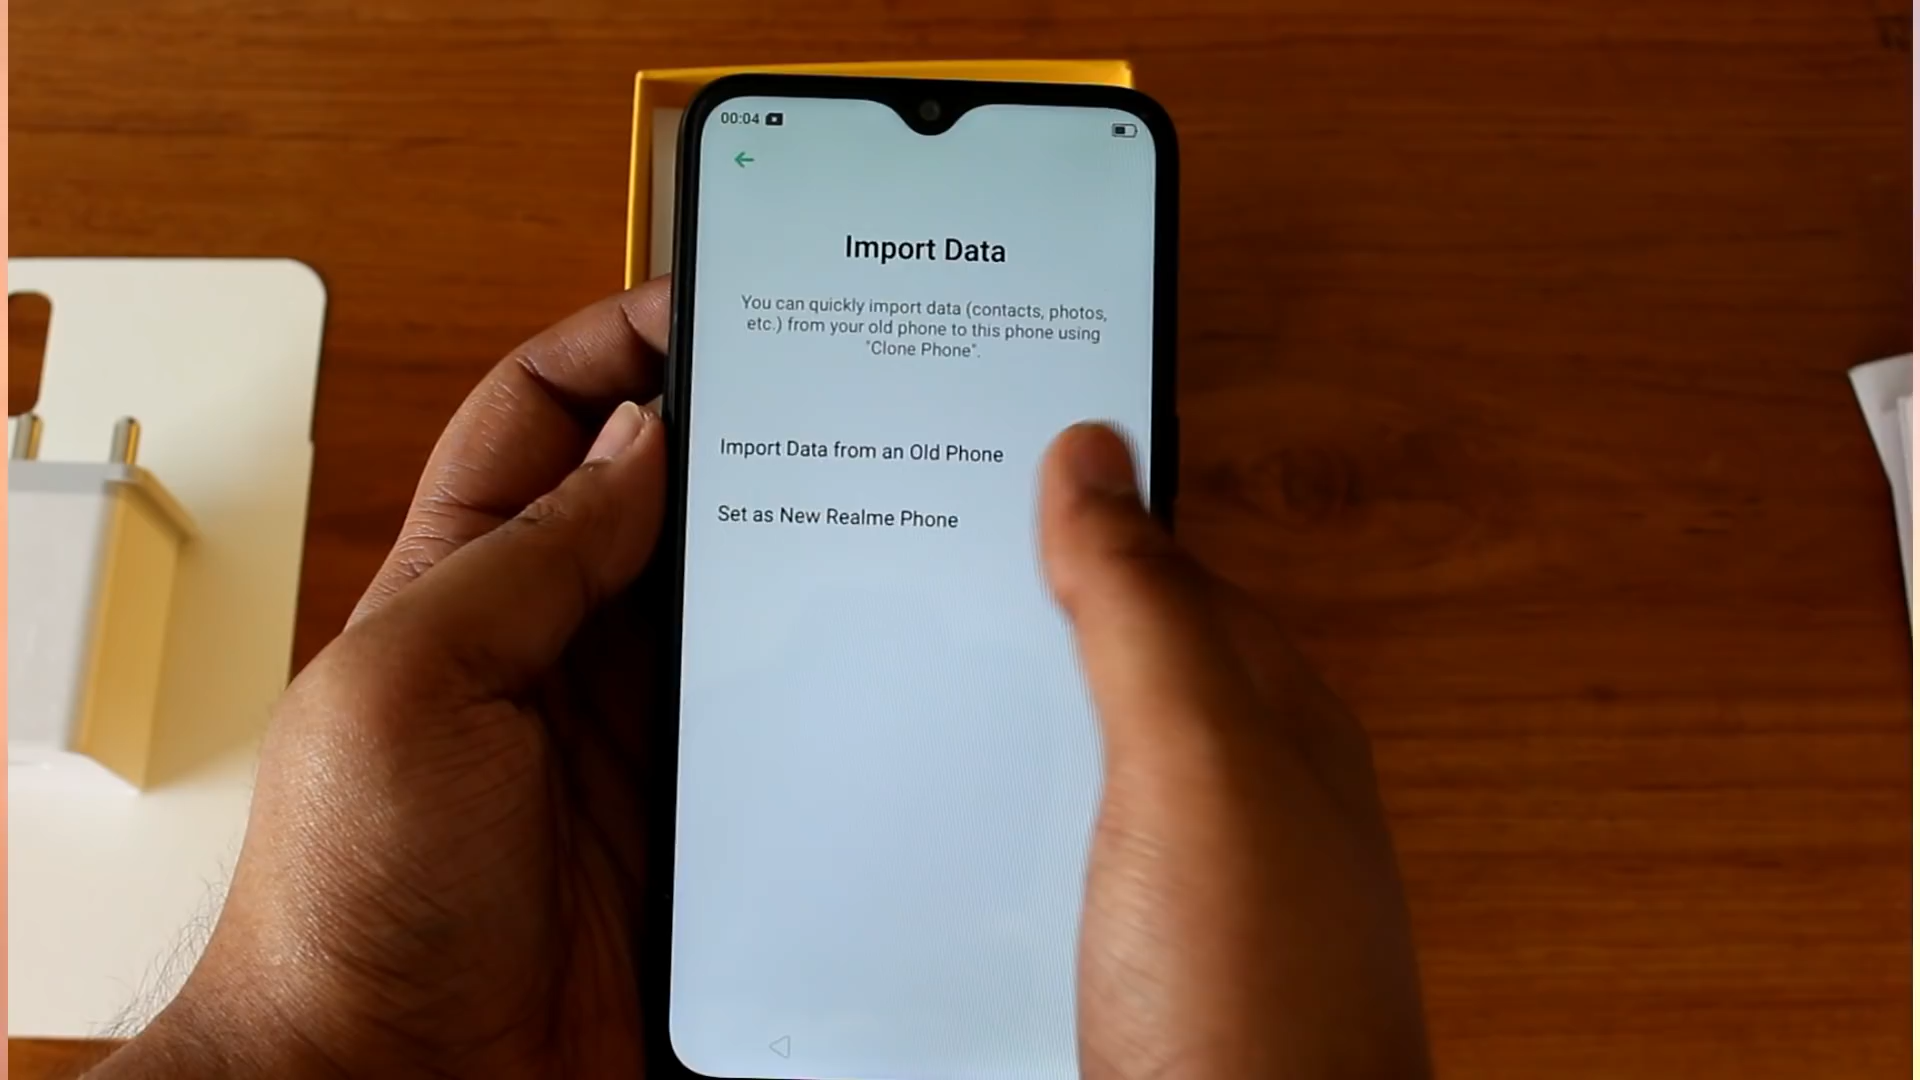 00:04
Import Data
You can quickly import data (contacts, photos,
etc.) from your old phone to this phone using
"Clone Phone".
Import Data from an Old Phone
Set as New Realme Phone